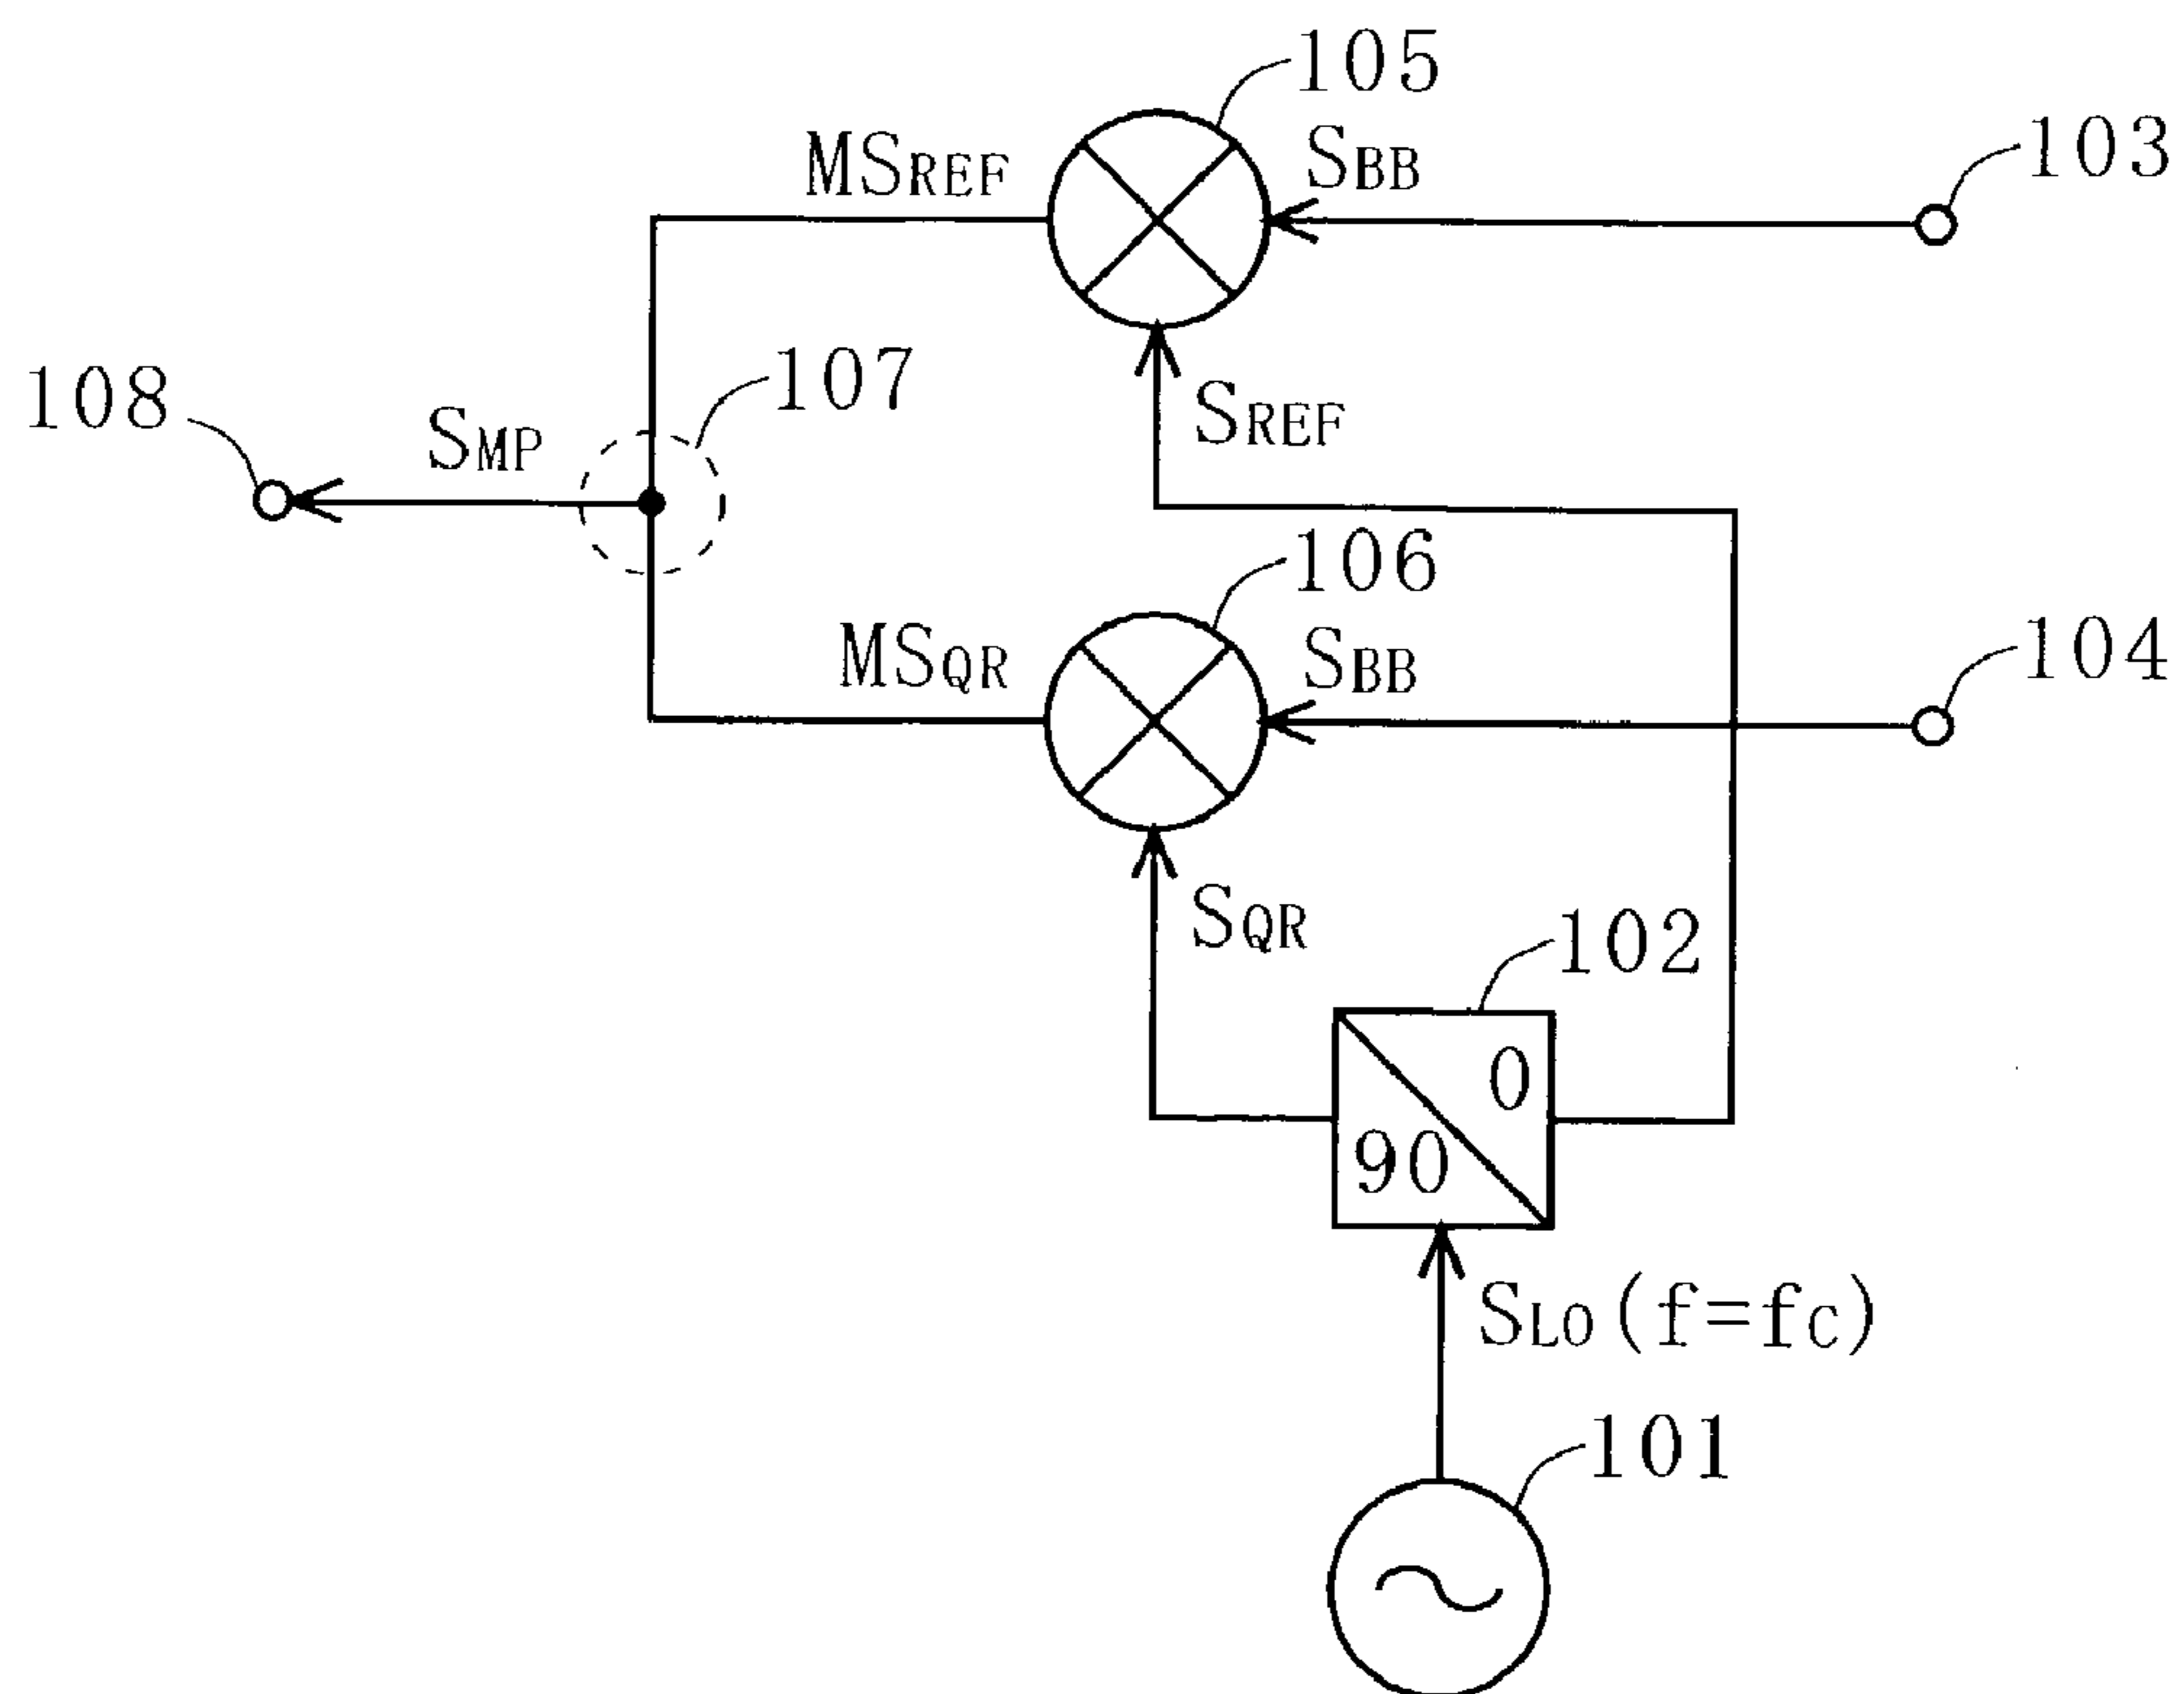 105
MSREF
SBB
103
108
SMP
107
SREF
106
MSQR
SBB
104
SQR
102
0
90
SLO(f=fC)
101